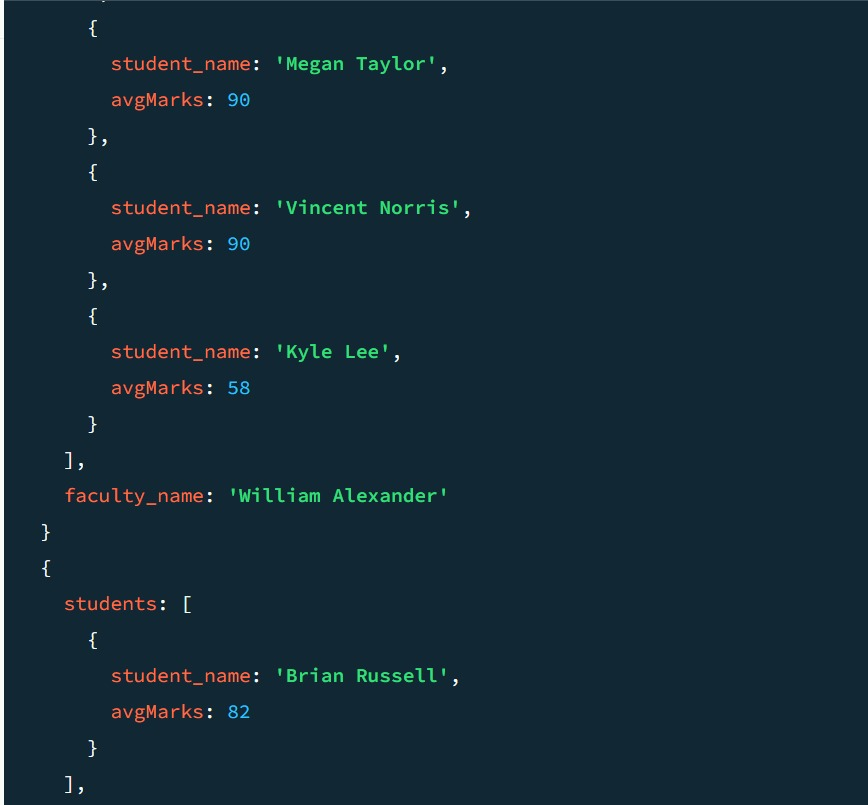 {
student_name: 'Megan Taylor',
avgMarks: 90
},
{
student_name: 'Vincent Norris',
avgMarks: 90
},
{
student_name: 'Kyle Lee',
avgMarks: 58
}
],
faculty_name: 'William Alexander'
}
{
students: [
{
student_name: 'Brian Russell',
avgMarks: 82
}
],